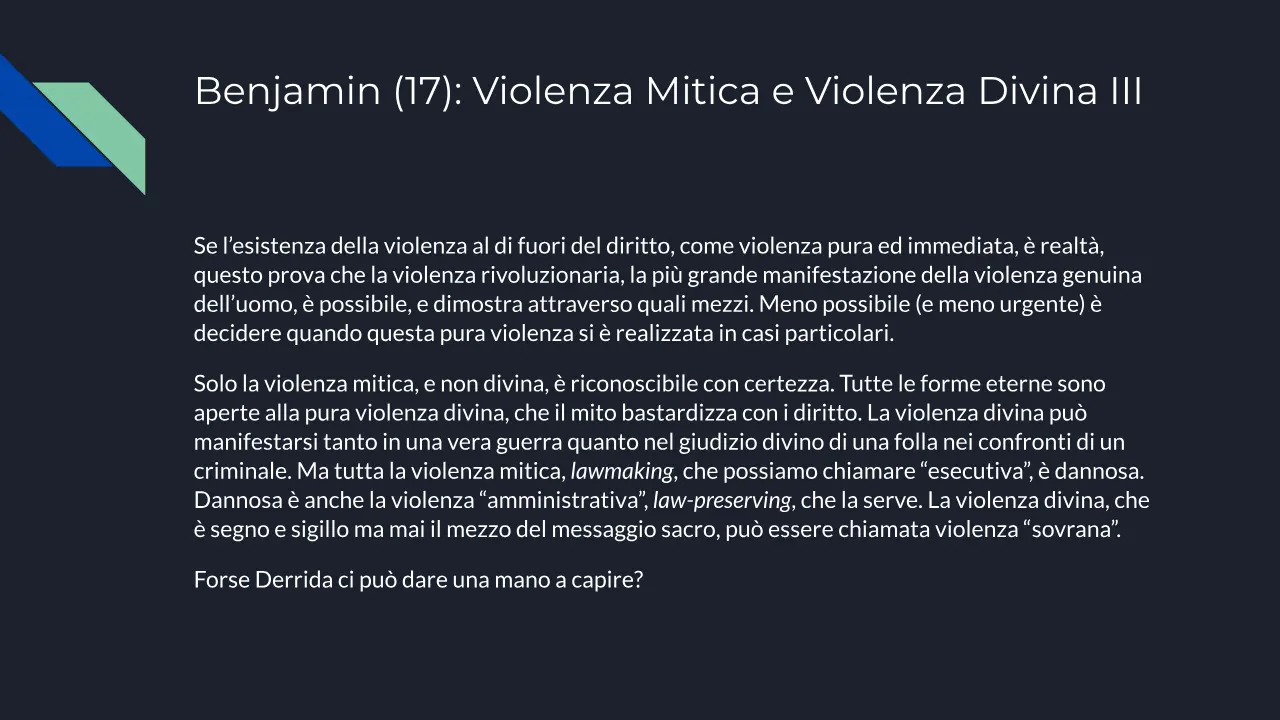 Benjamin (17): Violenza Mitica e Violenza Divina III
Se l’esistenza della violenza al di fuori del diritto, come violenza pura ed immediata, è realtà,
questo prova che la violenza rivoluzionaria, la più grande manifestazione della violenza genuina
dell’uomo, è possibile, e dimostra attraverso quali mezzi. Meno possibile (e meno urgente) è
decidere quando questa pura violenza si è realizzata in casi particolari.
Solo la violenza mitica, e non divina, è riconoscibile con certezza. Tutte le forme eterne sono
aperte alla pura violenza divina, che il mito bastardizza con i diritto. La violenza divina può
manifestarsi tanto in una vera guerra quanto nel giudizio divino di una folla nei confronti di un
criminale. Ma tutta la violenza mitica, lawmaking, che possiamo chiamare “esecutiva”, è dannosa.
Dannosa è anche la violenza “amministrativa”, law-preserving, che la serve. La violenza divina, che
è segno e sigillo ma mai il mezzo del messaggio sacro, può essere chiamata violenza “sovrana”.
Forse Derrida ci può dare una mano a capire?